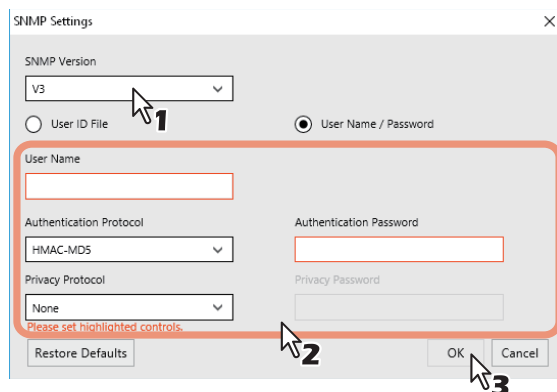 SNMP Settings
SNMP Version
V3
1
User ID File User Name / Password
User Name
Authentication Protocol Authentication Password
HMAC-MD5
Privacy Protocol Privacy Password
None
Please set highlighted controls.
2
Restore Defaults OK Cancel
3